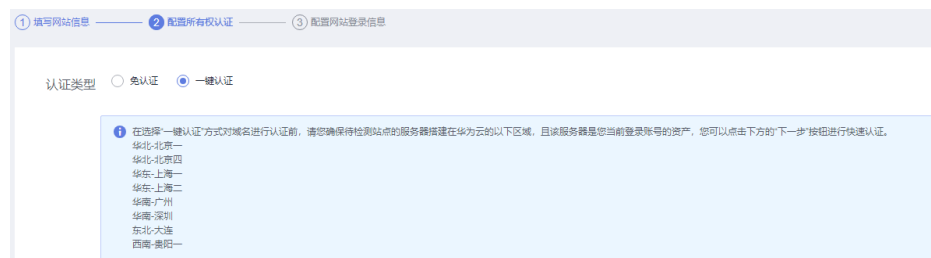 1 填写网站信息 2 配置所有权认证 3 配置网站登录信息
认证类型 免认证 一键认证
在选择“一键认证”方式对域名进行认证前，请您确保待检测站点的服务器搭建在华为云的以下区域，且该服务器是您当前登录账号的资产，您可以点击下方的“下一步”按钮进行快速认证。
华北-北京一
华北-北京四
华东-上海一
华东-上海二
华南-广州
华南-深圳
东北-大连
西南-贵阳一